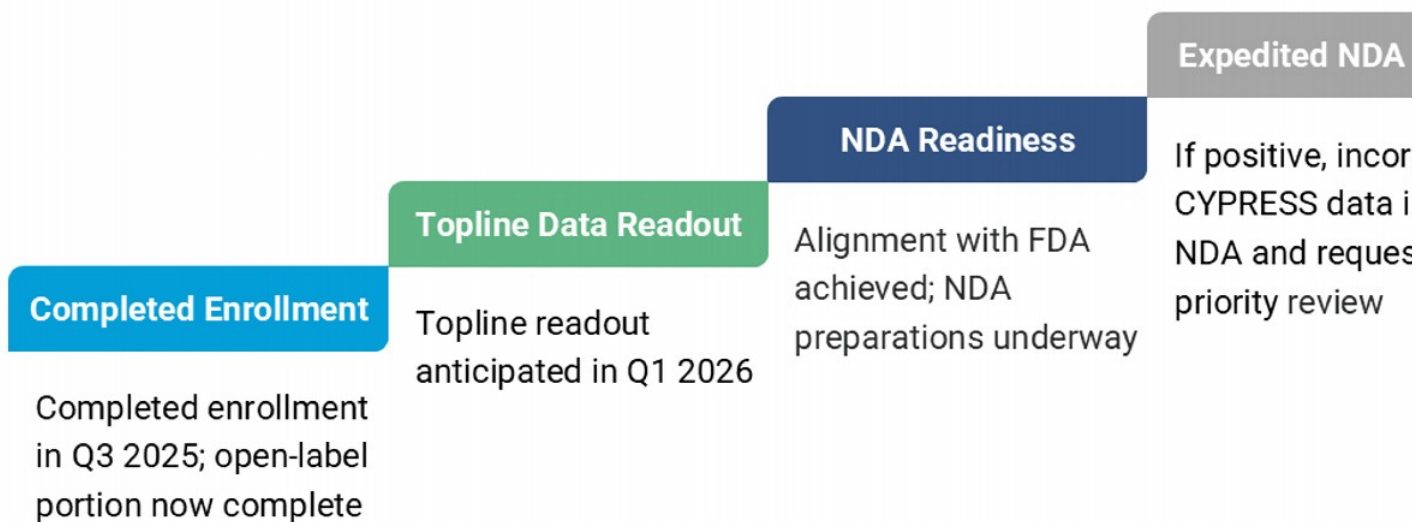 Completed Enrollment
Completed enrollment
in Q3 2025; open-label
portion now complete
Topline Data Readout
Topline readout
anticipated in Q1 2026
NDA Readiness
Alignment with FDA
achieved; NDA
preparations underway
Expedited NDA
If positive,
CYPRESS data
NDA and
priority review